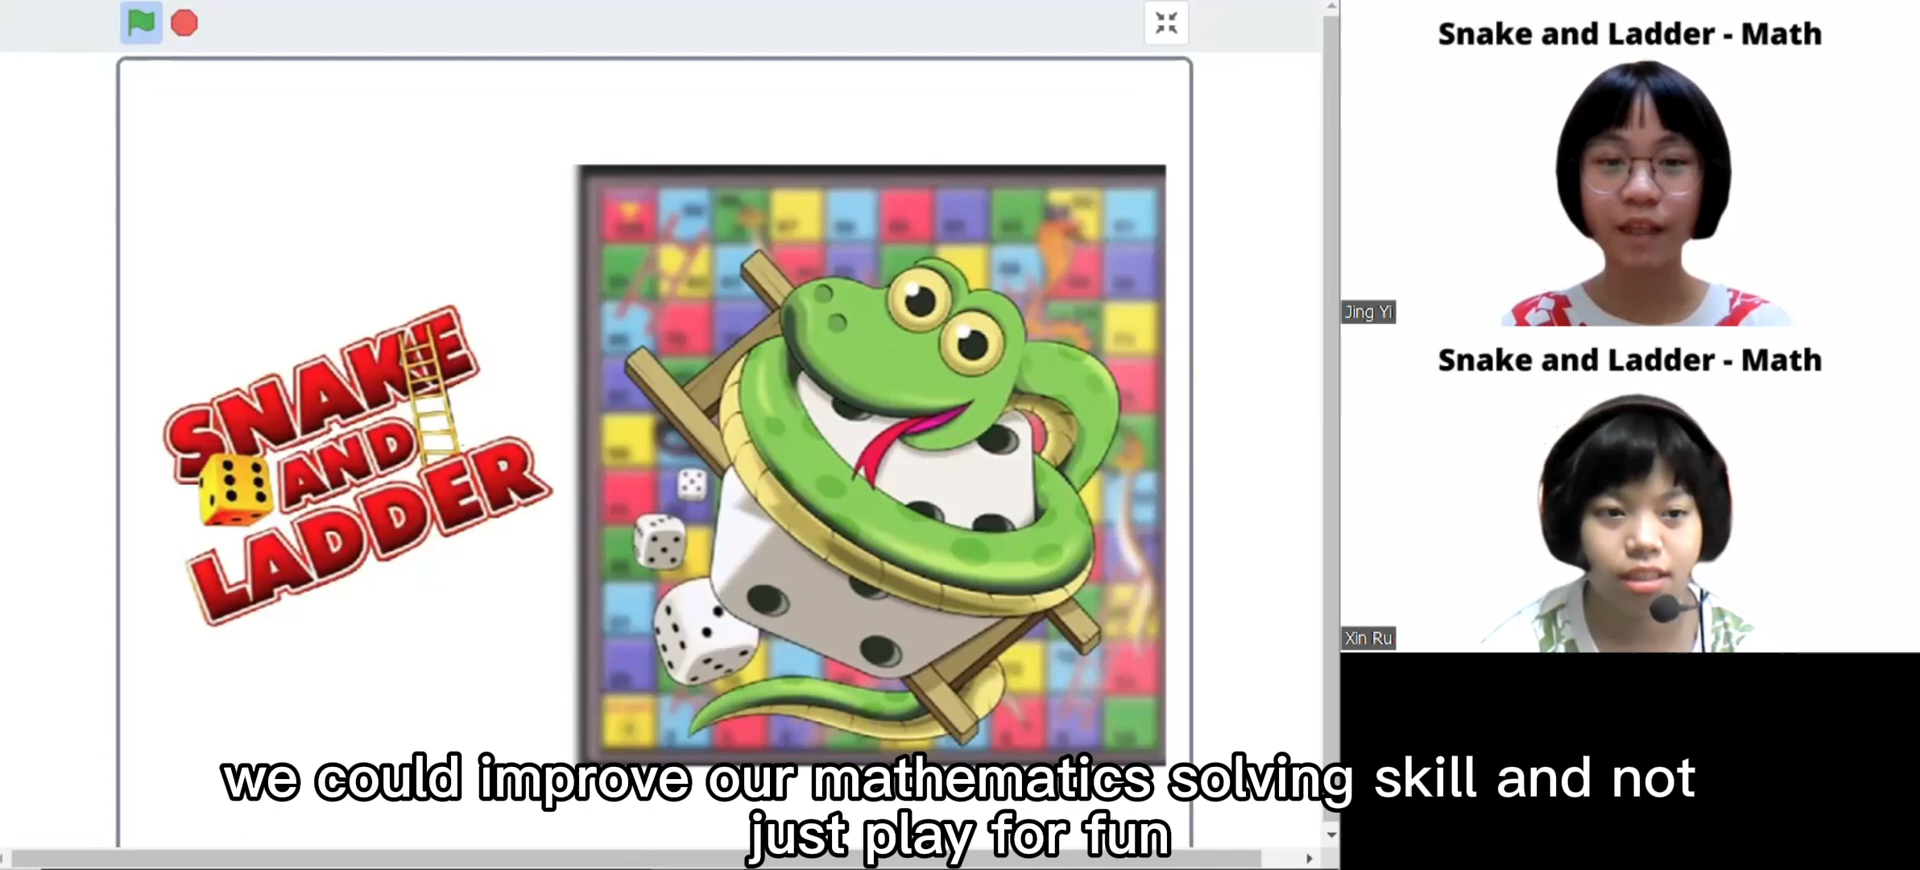 Snake and Ladder - Math
SNAKE
AND
LADDER
Jing Yi
Snake and Ladder - Math
Xin Ru
we could improve our mathematics solving skill and not
just play for fun